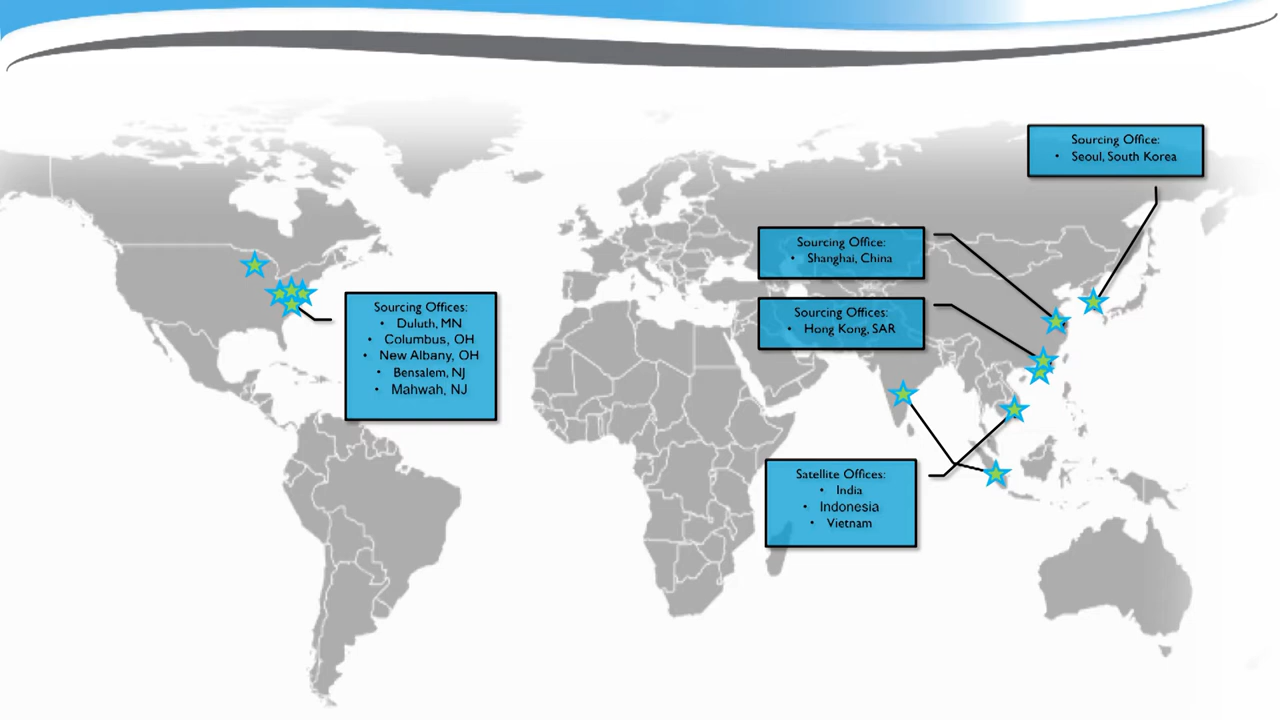 Sourcing Office:
• Seoul, South Korea
Sourcing Office:
• Shanghai, China
Sourcing Offices:
• Hong Kong, SAR
Sourcing Offices:
• Duluth, MN
• Columbus, OH
• New Albany, OH
• Bensalem, NJ
• Mahwah, NJ
Satellite Offices:
• India
• Indonesia
• Vietnam